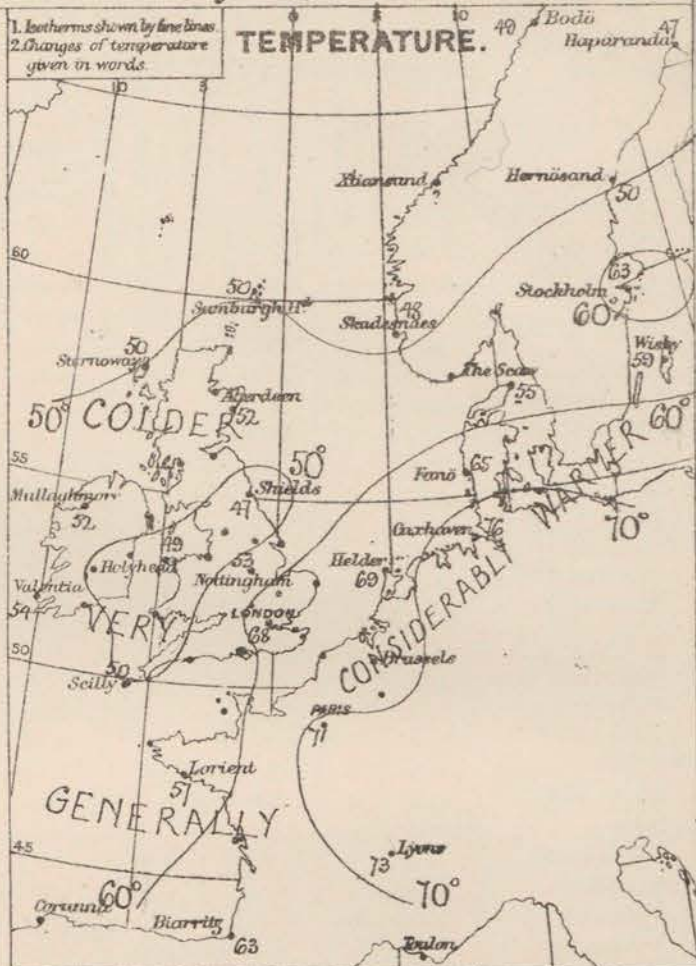 1. Isotherms shown by fine lines.
2. Changes of temperature
given in words.
TEMPERATURE.
10 5 0 5 10
49 Bodö
Haparanda 47
Xtiansand
Hernösand
50
60
50
Sumburgh Hd.
63
Stockholm
60°
48
Skudesnaes
50
Stornoway
The Scaw
55
Wisby
59
50°
COLDER
Aberdeen
52
60°
55
50°
Fanö
65
Mullaghmore
52
Shields
47
WARMER
70°
Cuxhaven
76
49
Holyhead
53
Nottingham
Helder
69
Valentia
54
VERY
LONDON
68
CONSIDERABLY
Brussels
50
50
Scilly
PARIS
71
Lorient
57
GENERALLY
45
73 Lyons
60°
70°
Corunna
Biarritz
63
Toulon